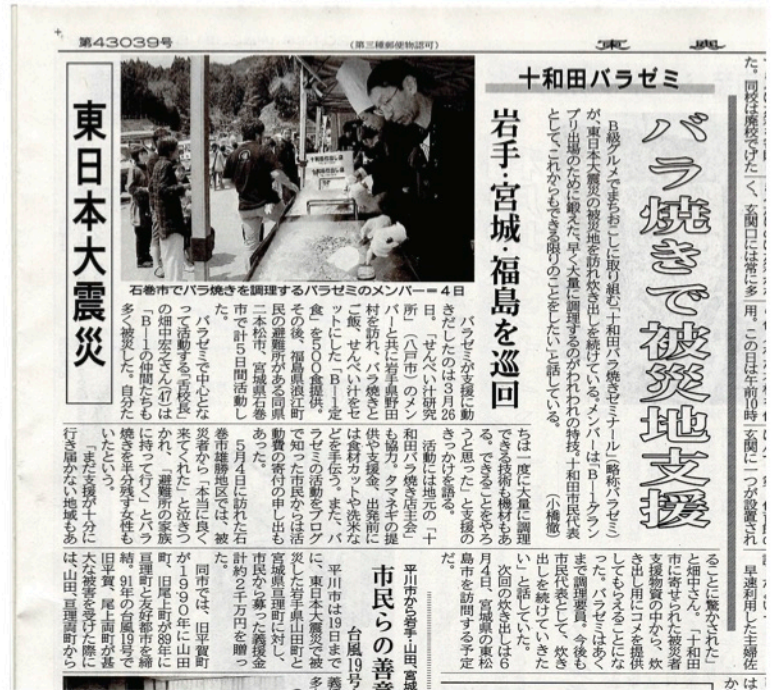 第43039号
(第三種郵便物認可)
東奥
東日本大震災
石巻市でバラ焼きを調理するバラゼミのメンバー＝4日
十和田バラゼミ
バラ焼きで被災地支援
岩手・宮城・福島を巡回
B級グルメでまちおこしに取り組む「十和田バラ焼きゼミナール」（略称バラゼミ）
が、東日本大震災の被災地を訪れ炊き出しを続けている。メンバーは「B－1グラン
プリ出場のために鍛えた、早く大量に調理するのがわれわれの特技。十和田市民代表
として、これからもできる限りのことをしたい」と話している。
（小橋徹）
バラゼミが支援に動
きだしたのは3月26
日。「せんべい汁研究
所」（八戸市）のメン
バーと共に岩手県野田
村を訪れ、バラ焼きと
ご飯、せんべい汁をセ
ットにした「B－1定
食」を500食提供。
その後、福島県浪江町
民の避難所がある同県
二本松市、宮城県石巻
市で計5日間活動し
た。
バラゼミで中心とな
って活動する「舌校長」
の畑中宏之さん（47）は
「B－1の仲間たちも
多く被災した。自分た
ちは一度に大量に調理
できる技術も機材もあ
る。できることをやろ
うと思った」と支援の
きっかけを語る。
活動には地元の「十
和田バラ焼き店主会」
も協力。タマネギの提
供や支援金、出発前に
は食材カットや洗米な
どを手伝う。また、バ
ラゼミの活動をブログ
で知った市民からは活
動費の寄付の申し出も
あった。
5月4日に訪れた石
巻市雄勝地区では、被
災者から「本当に良く
来てくれた」と泣きつ
かれ、「避難所の家族
に持って行く」とバラ
焼きを半分残す女性も
いたという。
「まだ支援が十分に
行き届かない地域もあ
ることに驚かされた」
と畑中さん。「十和田
市に寄せられた被災者
支援物資の中から、炊
き出し用にコメを提供
してもらえることにな
った。バラゼミはあく
まで調理要員。今後も
市民代表として、炊き
出しを続けていきた
い」と話していた。
次回の炊き出しは6
月4日、宮城県の東松
島市を訪問する予定
だ。
平川市から岩手・山田、宮城
市民らの善意
台風19号
平川市は19日まで
に、東日本大震災で被
災した岩手県山田町と
宮城県亘理町に対し、
市民から募った義援金
計約2千万円を贈っ
た。
同市では、旧平賀町
が1990年に山田
町、旧尾上町が89年に
亘理町と友好都市を締
結。91年の台風19号で
旧平賀、尾上両町が甚
大な被害を受けた際に
は、山田、亘理両町から
た。同校は廃校でけた
く、玄関口には常に多
用、この日は午前10時
玄関に一つが設置され
早速利用した主婦佐